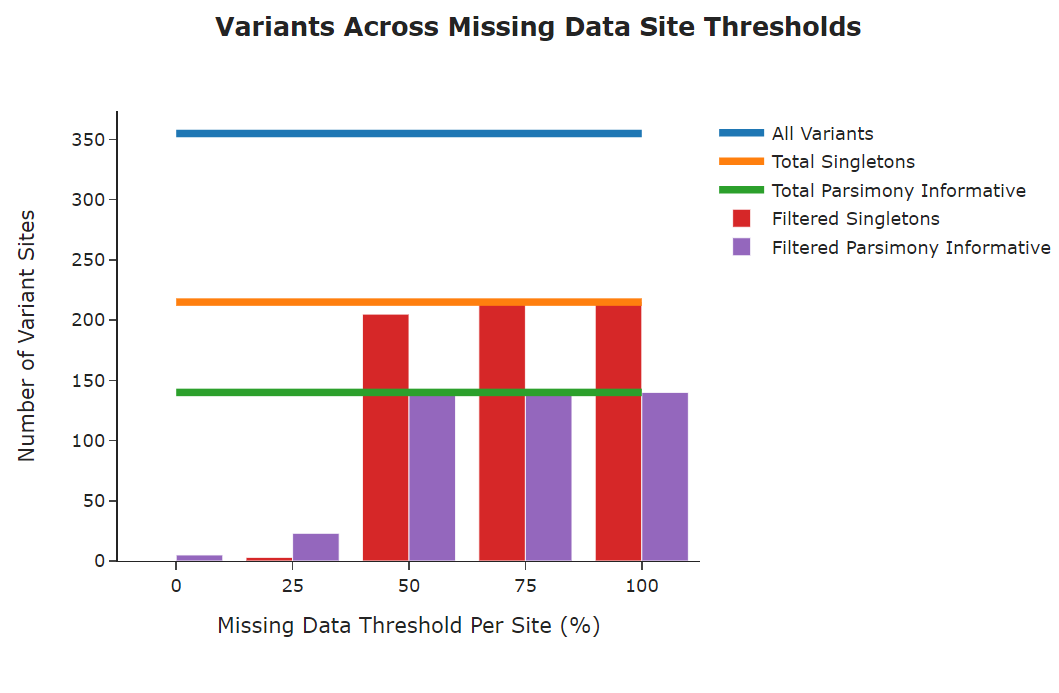 Variants Across Missing Data Site Thresholds
350
300
250
200
150
100
50
0
Number of Variant Sites
0 25 50 75 100
Missing Data Threshold Per Site (%)
All Variants
Total Singletons
Total Parsimony Informative
Filtered Singletons
Filtered Parsimony Informative